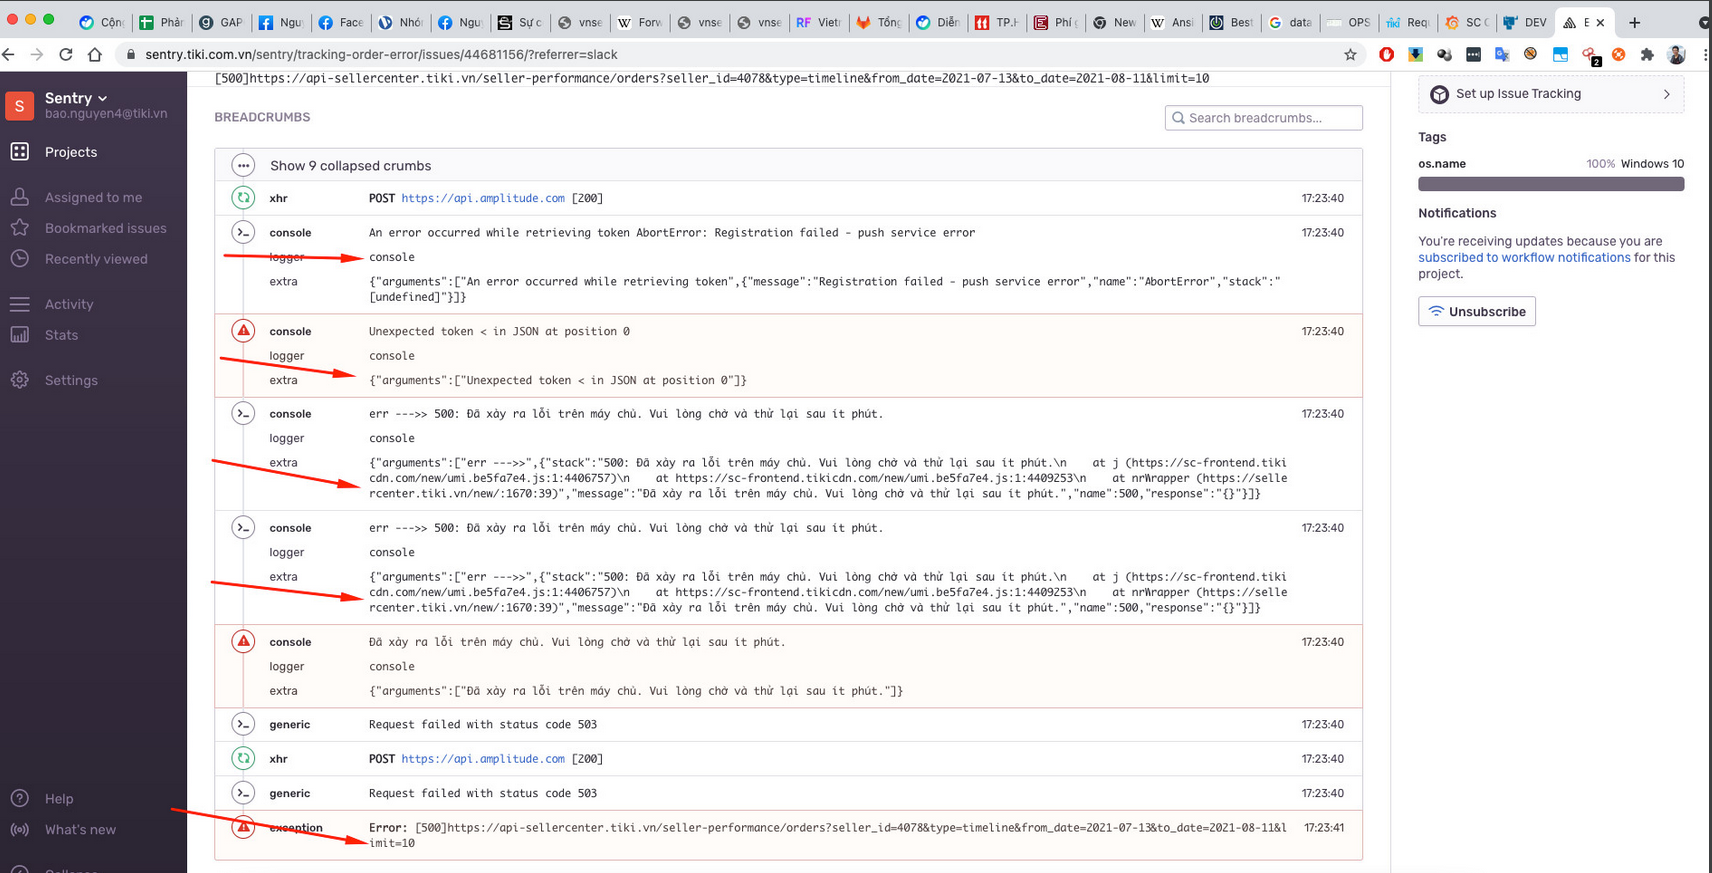 Cộng
Phân
GAP
Ngu
Face
Nhó
Ngu
Sự c
vnse
Forw
vnse
vnse
Vietr
Tổng
Diễn
TP.H
Phí
New
Ansi
Best
data
OPS
Requ
SC C
DEV
E
sentry.tiki.com.vn/sentry/tracking-order-error/issues/44681156/?referrer=slack
2
S
Sentry
bao.nguyen4@tiki.vn
Projects
Assigned to me
Bookmarked issues
Recently viewed
Activity
Stats
Settings
Help
What's new
[500]https://api-sellercenter.tiki.vn/seller-performance/orders?seller_id=4078&type=timeline&from_date=2021-07-13&to_date=2021-08-11&limit=10
BREADCRUMBS
Search breadcrumbs...
Show 9 collapsed crumbs
xhr POST https://api.amplitude.com [200] 17:23:40
console An error occurred while retrieving token AbortError: Registration failed - push service error 17:23:40
logger console
extra {"arguments":["An error occurred while retrieving token",{"message":"Registration failed - push service error","name":"AbortError","stack":"
[undefined]"}]}
console Unexpected token < in JSON at position 0 17:23:40
logger console
extra {"arguments":["Unexpected token < in JSON at position 0"]}
console err --->> 500: Đã xảy ra lỗi trên máy chủ. Vui lòng chờ và thử lại sau ít phút. 17:23:40
logger console
extra {"arguments":["err --->>",{"stack":"500: Đã xảy ra lỗi trên máy chủ. Vui lòng chờ và thử lại sau ít phút.\n    at j (https://sc-frontend.tiki
cdn.com/new/umi.be5fa7e4.js:1:4406757)\n    at https://sc-frontend.tikicdn.com/new/umi.be5fa7e4.js:1:4409253\n    at nrWrapper (https://selle
rcenter.tiki.vn/new/:1670:39)","message":"Đã xảy ra lỗi trên máy chủ. Vui lòng chờ và thử lại sau ít phút.","name":500,"response":"{}"}]}
console err --->> 500: Đã xảy ra lỗi trên máy chủ. Vui lòng chờ và thử lại sau ít phút. 17:23:40
logger console
extra {"arguments":["err --->>",{"stack":"500: Đã xảy ra lỗi trên máy chủ. Vui lòng chờ và thử lại sau ít phút.\n    at j (https://sc-frontend.tiki
cdn.com/new/umi.be5fa7e4.js:1:4406757)\n    at https://sc-frontend.tikicdn.com/new/umi.be5fa7e4.js:1:4409253\n    at nrWrapper (https://selle
rcenter.tiki.vn/new/:1670:39)","message":"Đã xảy ra lỗi trên máy chủ. Vui lòng chờ và thử lại sau ít phút.","name":500,"response":"{}"}]}
console Đã xảy ra lỗi trên máy chủ. Vui lòng chờ và thử lại sau ít phút. 17:23:40
logger console
extra {"arguments":["Đã xảy ra lỗi trên máy chủ. Vui lòng chờ và thử lại sau ít phút."]}
generic Request failed with status code 503 17:23:40
xhr POST https://api.amplitude.com [200] 17:23:40
generic Request failed with status code 503 17:23:40
exception Error: [500]https://api-sellercenter.tiki.vn/seller-performance/orders?seller_id=4078&type=timeline&from_date=2021-07-13&to_date=2021-08-11&l 17:23:41
imit=10
Set up Issue Tracking
Tags
os.name 100% Windows 10
Notifications
You're receiving updates because you are
subscribed to workflow notifications for this
project.
Unsubscribe